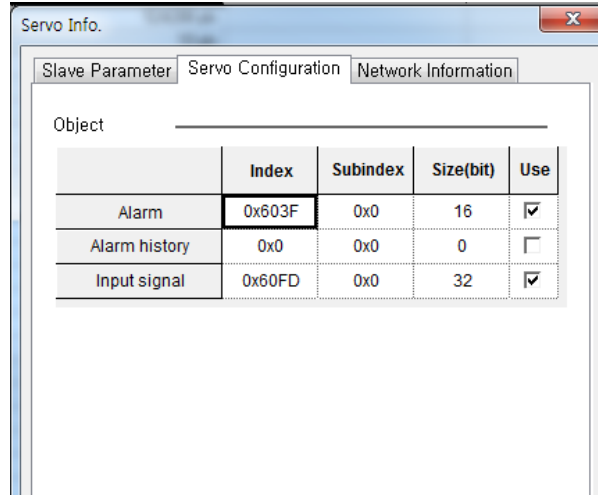 Servo Info.
Slave Parameter Servo Configuration Network Information
Object
Index Subindex Size(bit) Use
Alarm 0x603F 0x0 16
Alarm history 0x0 0x0 0
Input signal 0x60FD 0x0 32